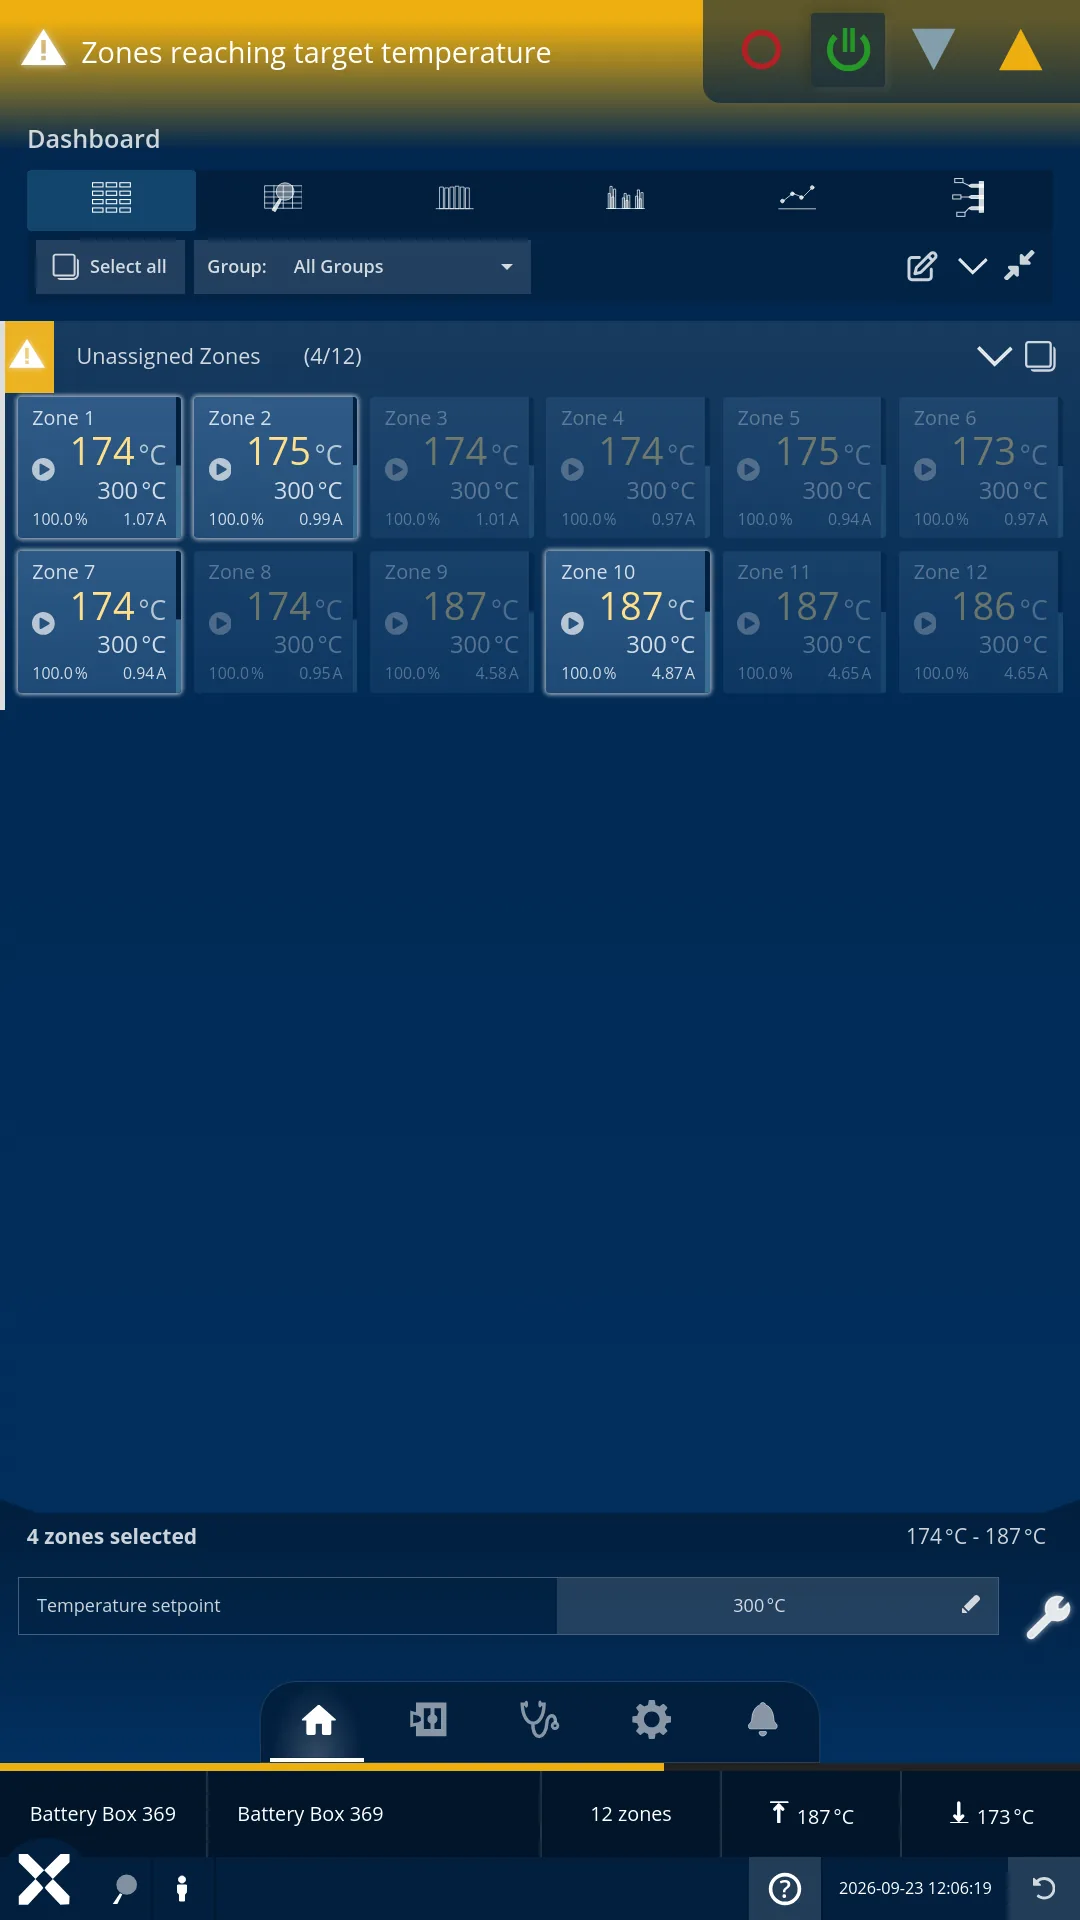 Zones reaching target temperature
Dashboard
Select all
Group: All Groups
Unassigned Zones (4/12)
Zone 1 Zone 2 Zone 3 Zone 4 Zone 5 Zone 6
174 °C 175 °C 174 °C 174 °C 175 °C 173 °C
300 °C 300 °C 300 °C 300 °C 300 °C 300 °C
100.0 % 1.07 A 100.0 % 0.99 A 100.0 % 1.01 A 100.0 % 0.97 A 100.0 % 0.94 A 100.0 % 0.97 A
Zone 7 Zone 8 Zone 9 Zone 10 Zone 11 Zone 12
174 °C 174 °C 187 °C 187 °C 187 °C 186 °C
300 °C 300 °C 300 °C 300 °C 300 °C 300 °C
100.0 % 0.94 A 100.0 % 0.95 A 100.0 % 4.58 A 100.0 % 4.87 A 100.0 % 4.65 A 100.0 % 4.65 A
4 zones selected 174 °C - 187 °C
Temperature setpoint 300 °C
Battery Box 369 Battery Box 369 12 zones 187 °C 173 °C
2026-09-23 12:06:19